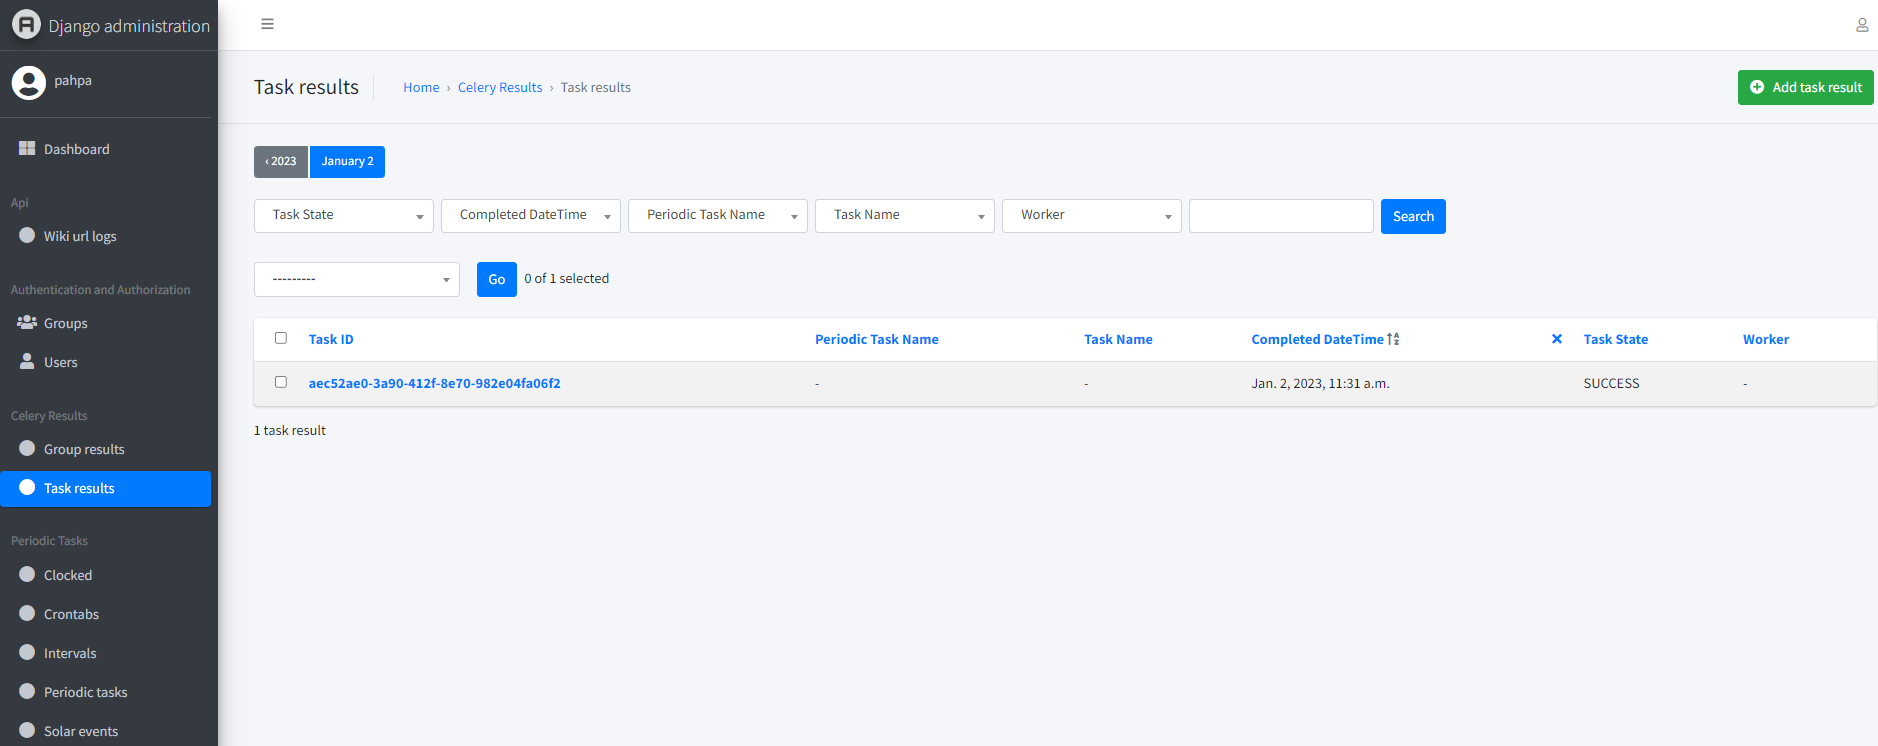 Django administration
pahpa
Dashboard
Api
Wiki url logs
Authentication and Authorization
Groups
Users
Celery Results
Group results
Task results
Periodic Tasks
Clocked
Crontabs
Intervals
Periodic tasks
Solar events
Task results
Home › Celery Results › Task results
Add task result
‹ 2023 January 2
Task State Completed DateTime Periodic Task Name Task Name Worker Search
--------- Go 0 of 1 selected
Task ID Periodic Task Name Task Name Completed DateTime Task State Worker
aec52ae0-3a90-412f-8e70-982e04fa06f2 - - Jan. 2, 2023, 11:31 a.m. SUCCESS -
1 task result